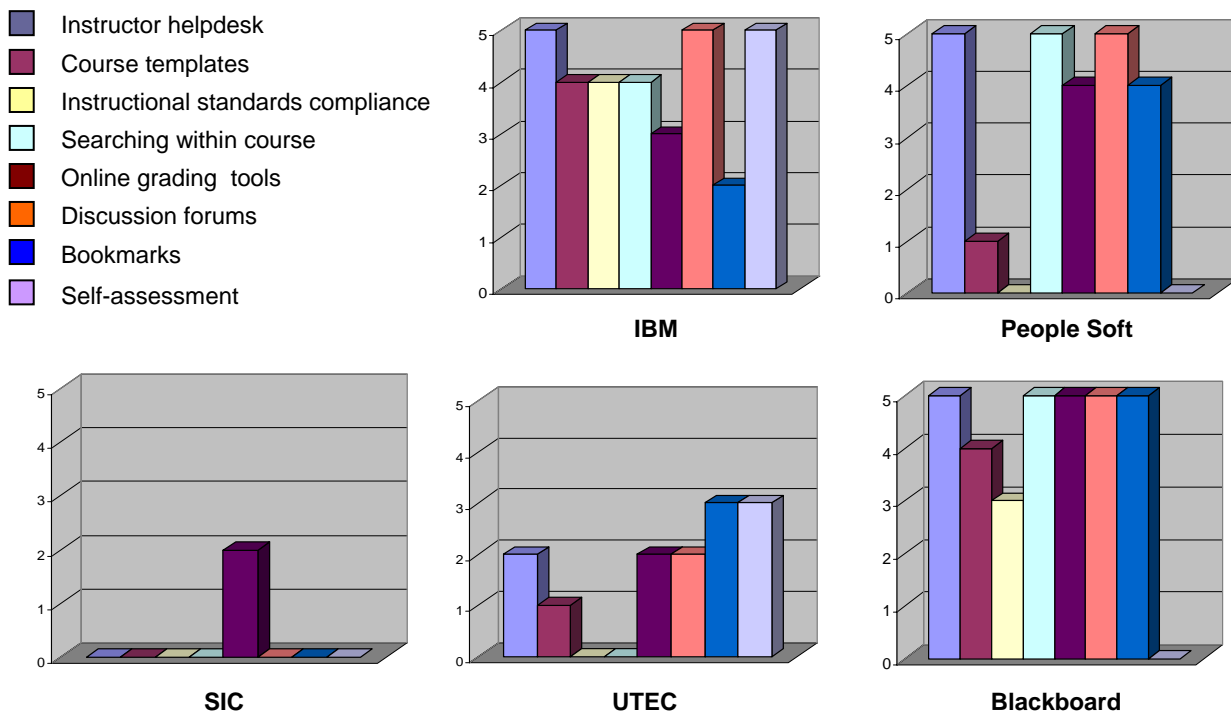 Instructor helpdesk
Course templates
Instructional standards compliance
Searching within course
Online grading  tools
Discussion forums
Bookmarks
Self-assessment
5
4
3
2
1
0
IBM
5
4
3
2
1
0
People Soft
5
4
3
2
1
0
SIC
5
4
3
2
1
0
UTEC
5
4
3
2
1
0
Blackboard